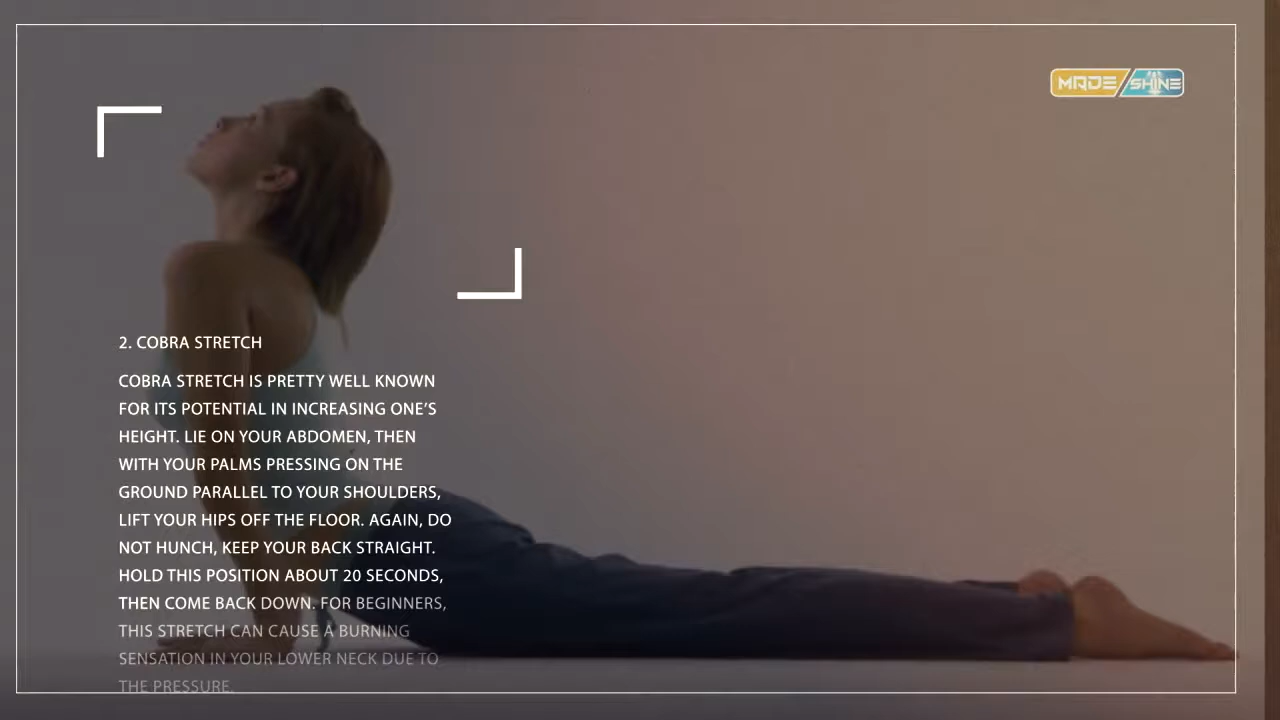 MADE/SHINE
2. COBRA STRETCH
COBRA STRETCH IS PRETTY WELL KNOWN
FOR ITS POTENTIAL IN INCREASING ONE'S
HEIGHT. LIE ON YOUR ABDOMEN, THEN
WITH YOUR PALMS PRESSING ON THE
GROUND PARALLEL TO YOUR SHOULDERS,
LIFT YOUR HIPS OFF THE FLOOR. AGAIN, DO
NOT HUNCH, KEEP YOUR BACK STRAIGHT.
HOLD THIS POSITION ABOUT 20 SECONDS,
THEN COME BACK DOWN. FOR BEGINNERS,
THIS STRETCH CAN CAUSE A BURNING
SENSATION IN YOUR LOWER NECK DUE TO
THE PRESSURE.